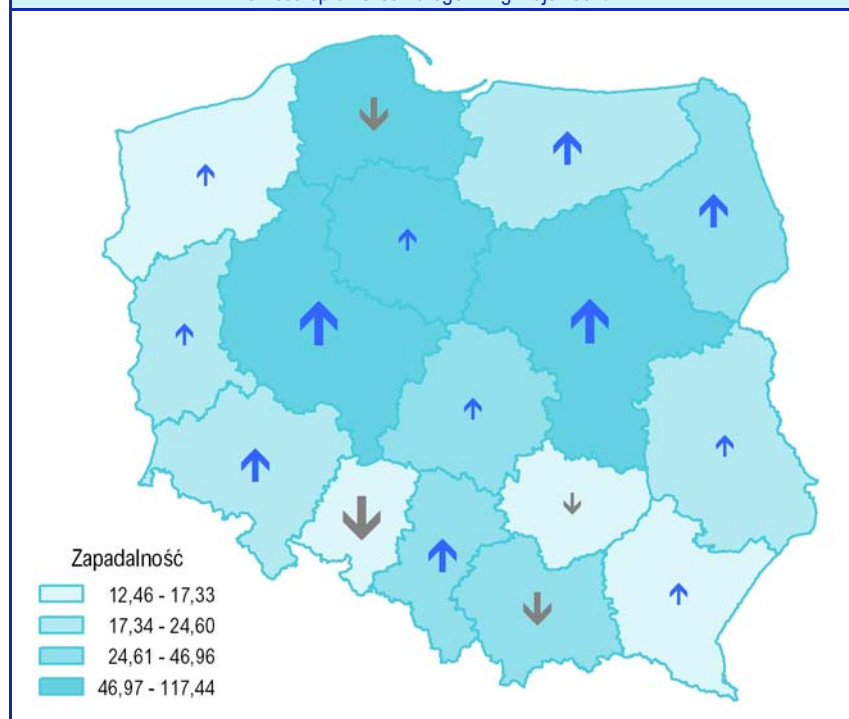 Zapadalność
12,46 - 17,33
17,34 - 24,60
24,61 - 46,96
46,97 - 117,44